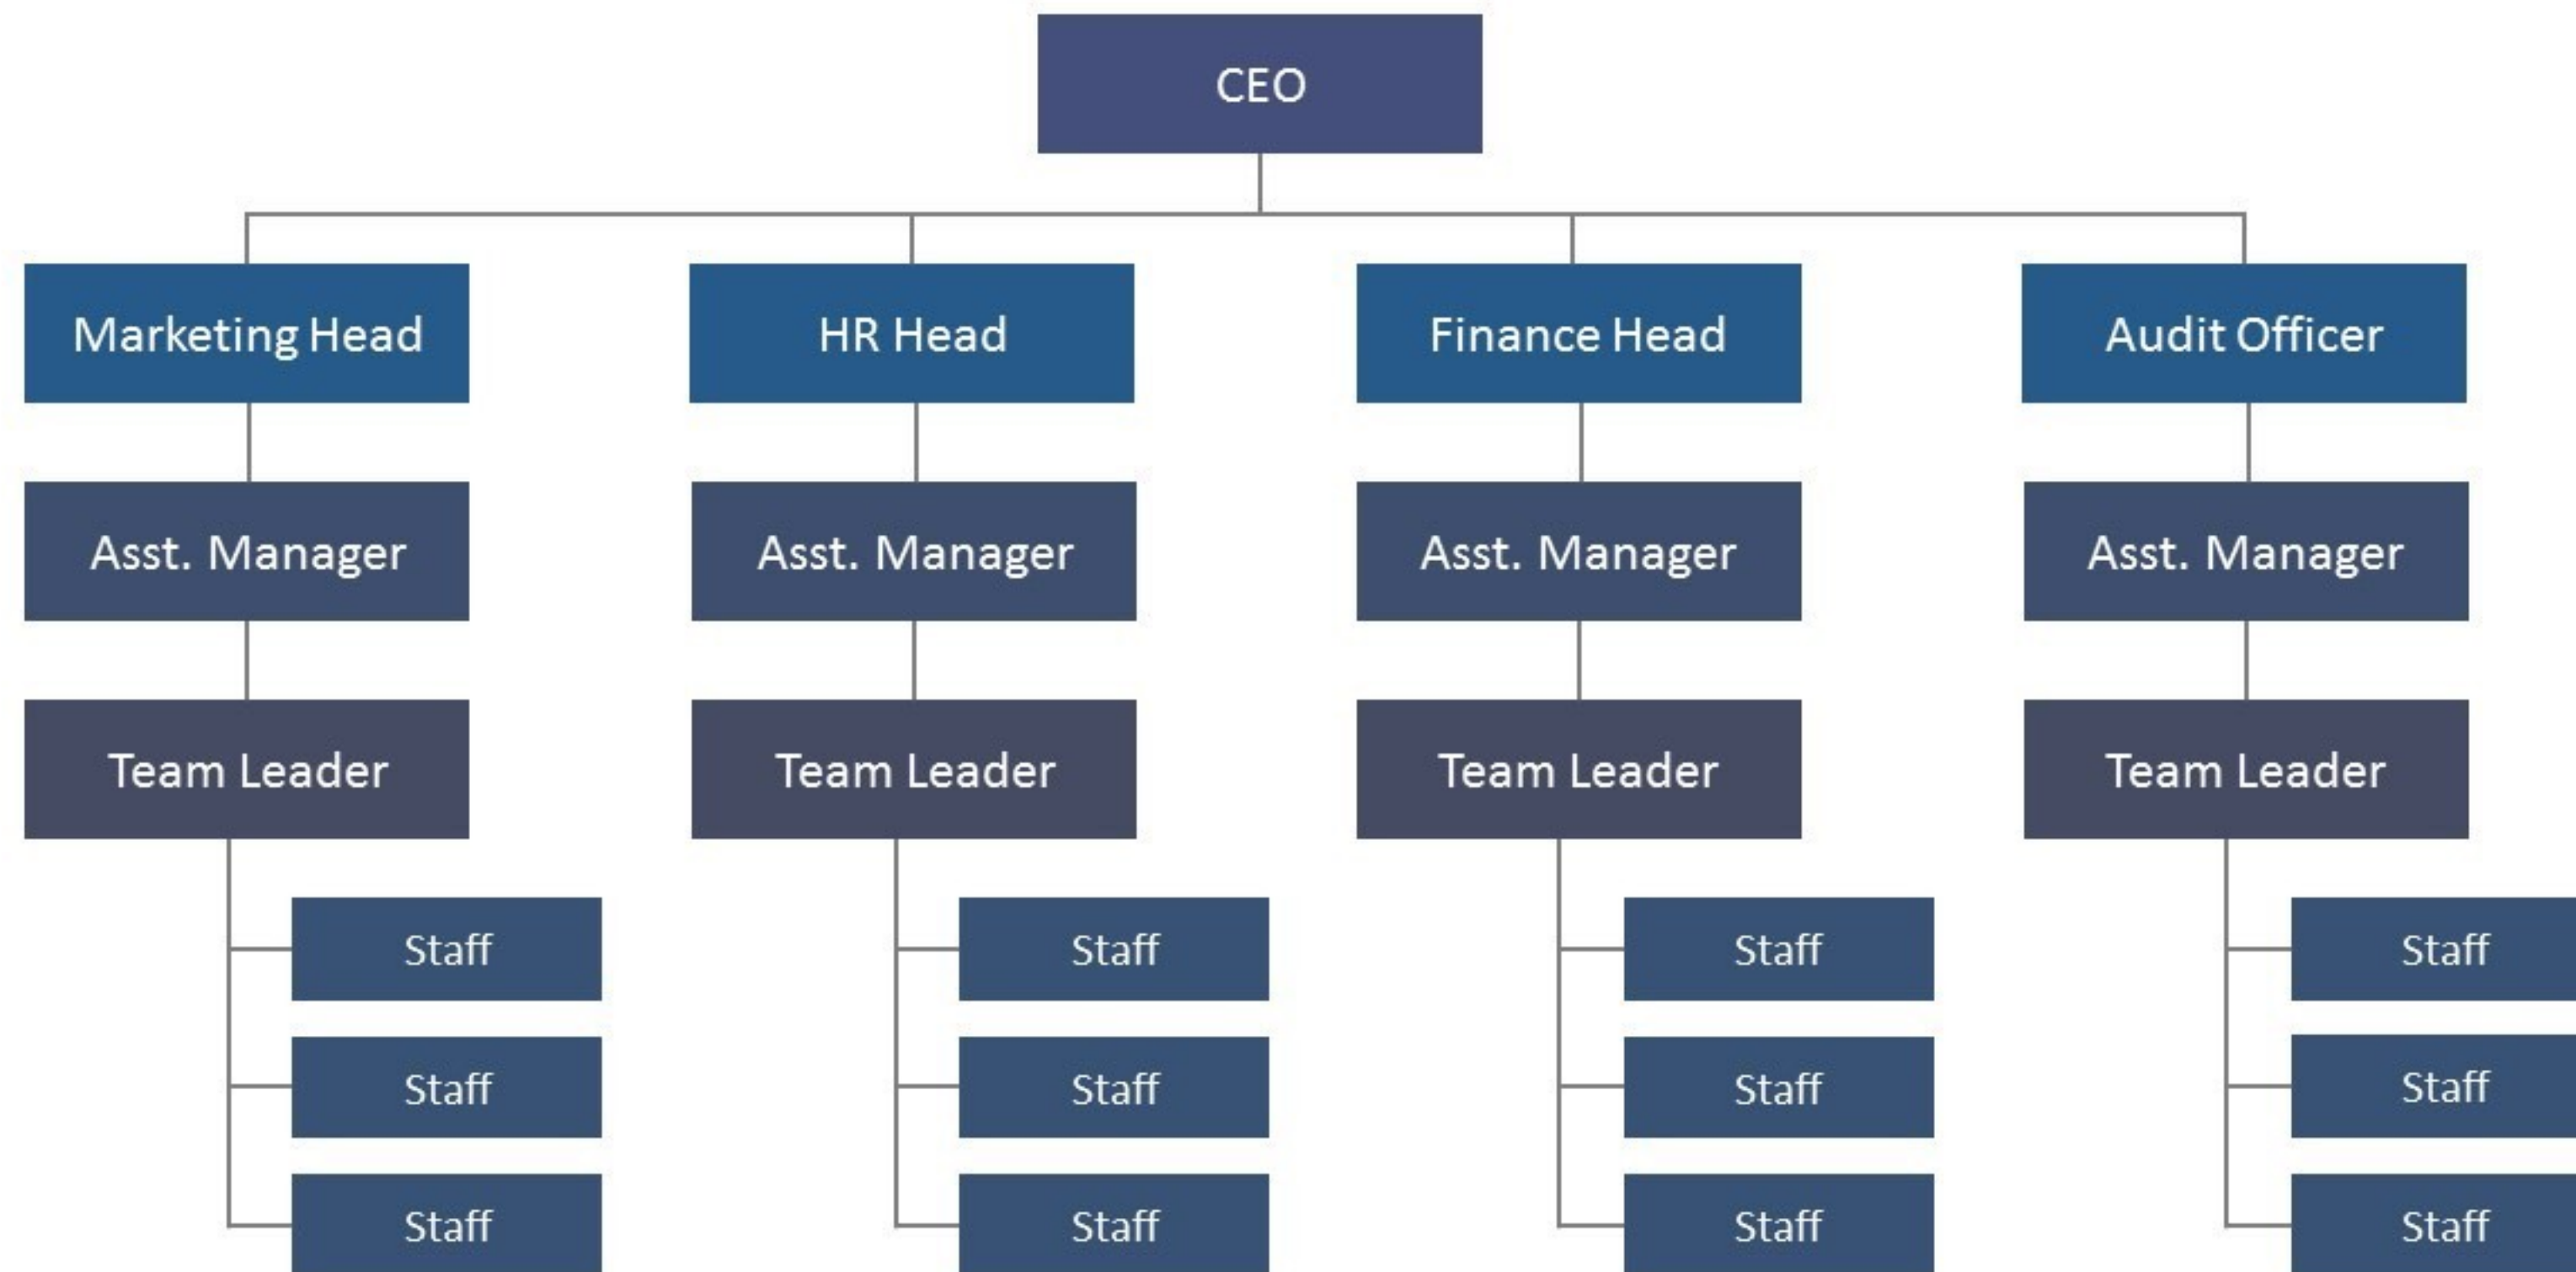 CEO
Marketing Head
HR Head
Finance Head
Audit Officer
Asst. Manager
Asst. Manager
Asst. Manager
Asst. Manager
Team Leader
Team Leader
Team Leader
Team Leader
Staff
Staff
Staff
Staff
Staff
Staff
Staff
Staff
Staff
Staff
Staff
Staff